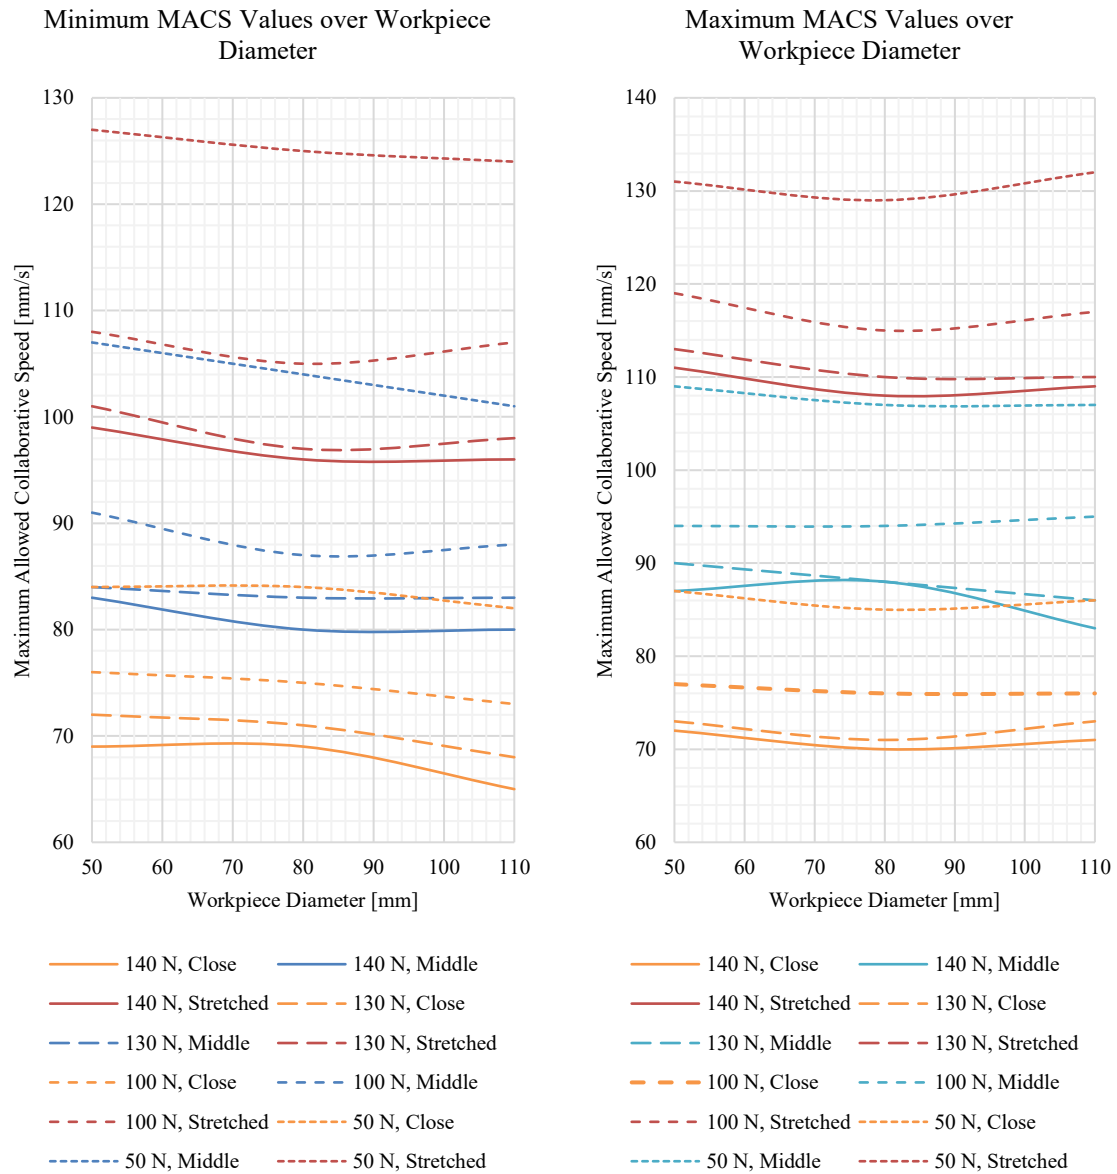 Minimum MACS Values over Workpiece
Diameter
Maximum Allowed Collaborative Speed [mm/s]
130
120
110
100
90
80
70
60
50 60 70 80 90 100 110
Workpiece Diameter [mm]
140 N, Close 140 N, Middle
140 N, Stretched 130 N, Close
130 N, Middle 130 N, Stretched
100 N, Close 100 N, Middle
100 N, Stretched 50 N, Close
50 N, Middle 50 N, Stretched
Maximum MACS Values over
Workpiece Diameter
Maximum Allowed Collaborative Speed [mm/s]
140
130
120
110
100
90
80
70
60
50 60 70 80 90 100 110
Workpiece Diameter [mm]
140 N, Close 140 N, Middle
140 N, Stretched 130 N, Close
130 N, Middle 130 N, Stretched
100 N, Close 100 N, Middle
100 N, Stretched 50 N, Close
50 N, Middle 50 N, Stretched